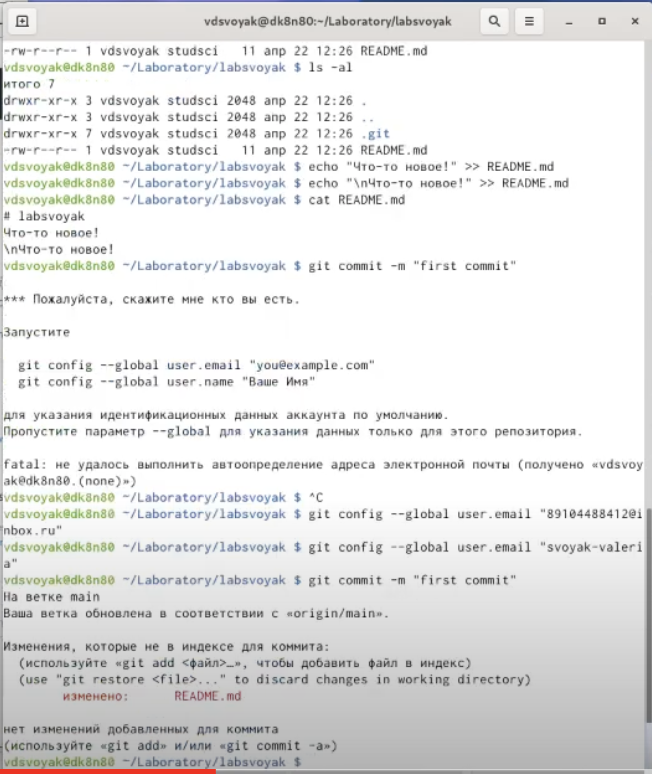 vdsvoyak@dk8n80:~/Laboratory/labsvoyak
-rw-r--r-- 1 vdsvoyak studsci   11 апр 22 12:26 README.md
vdsvoyak@dk8n80 ~/Laboratory/labsvoyak $ ls -al
итого 7
drwxr-xr-x 3 vdsvoyak studsci 2048 апр 22 12:26 .
drwxr-xr-x 3 vdsvoyak studsci 2048 апр 22 12:26 ..
drwxr-xr-x 7 vdsvoyak studsci 2048 апр 22 12:26 .git
-rw-r--r-- 1 vdsvoyak studsci   11 апр 22 12:26 README.md
vdsvoyak@dk8n80 ~/Laboratory/labsvoyak $ echo "Что-то новое!" >> README.md
vdsvoyak@dk8n80 ~/Laboratory/labsvoyak $ echo "\nЧто-то новое!" >> README.md
vdsvoyak@dk8n80 ~/Laboratory/labsvoyak $ cat README.md
# labsvoyak
Что-то новое!
\nЧто-то новое!
vdsvoyak@dk8n80 ~/Laboratory/labsvoyak $ git commit -m "first commit"
*** Пожалуйста, скажите мне кто вы есть.
Запустите
  git config --global user.email "you@example.com"
  git config --global user.name "Ваше Имя"
для указания идентификационных данных аккаунта по умолчанию.
Пропустите параметр --global для указания данных только для этого репозитория.
fatal: не удалось выполнить автоопределение адреса электронной почты (получено «vdsvoy
ak@dk8n80.(none)»)
vdsvoyak@dk8n80 ~/Laboratory/labsvoyak $ ^C
vdsvoyak@dk8n80 ~/Laboratory/labsvoyak $ git config --global user.email "89104488412@i
nbox.ru"
vdsvoyak@dk8n80 ~/Laboratory/labsvoyak $ git config --global user.email "svoyak-valeri
a"
vdsvoyak@dk8n80 ~/Laboratory/labsvoyak $ git commit -m "first commit"
На ветке main
Ваша ветка обновлена в соответствии с «origin/main».
Изменения, которые не в индексе для коммита:
  (используйте «git add <файл>…», чтобы добавить файл в индекс)
  (use "git restore <file>..." to discard changes in working directory)
        изменено:      README.md
нет изменений добавленных для коммита
(используйте «git add» и/или «git commit -a»)
vdsvoyak@dk8n80 ~/Laboratory/labsvoyak $